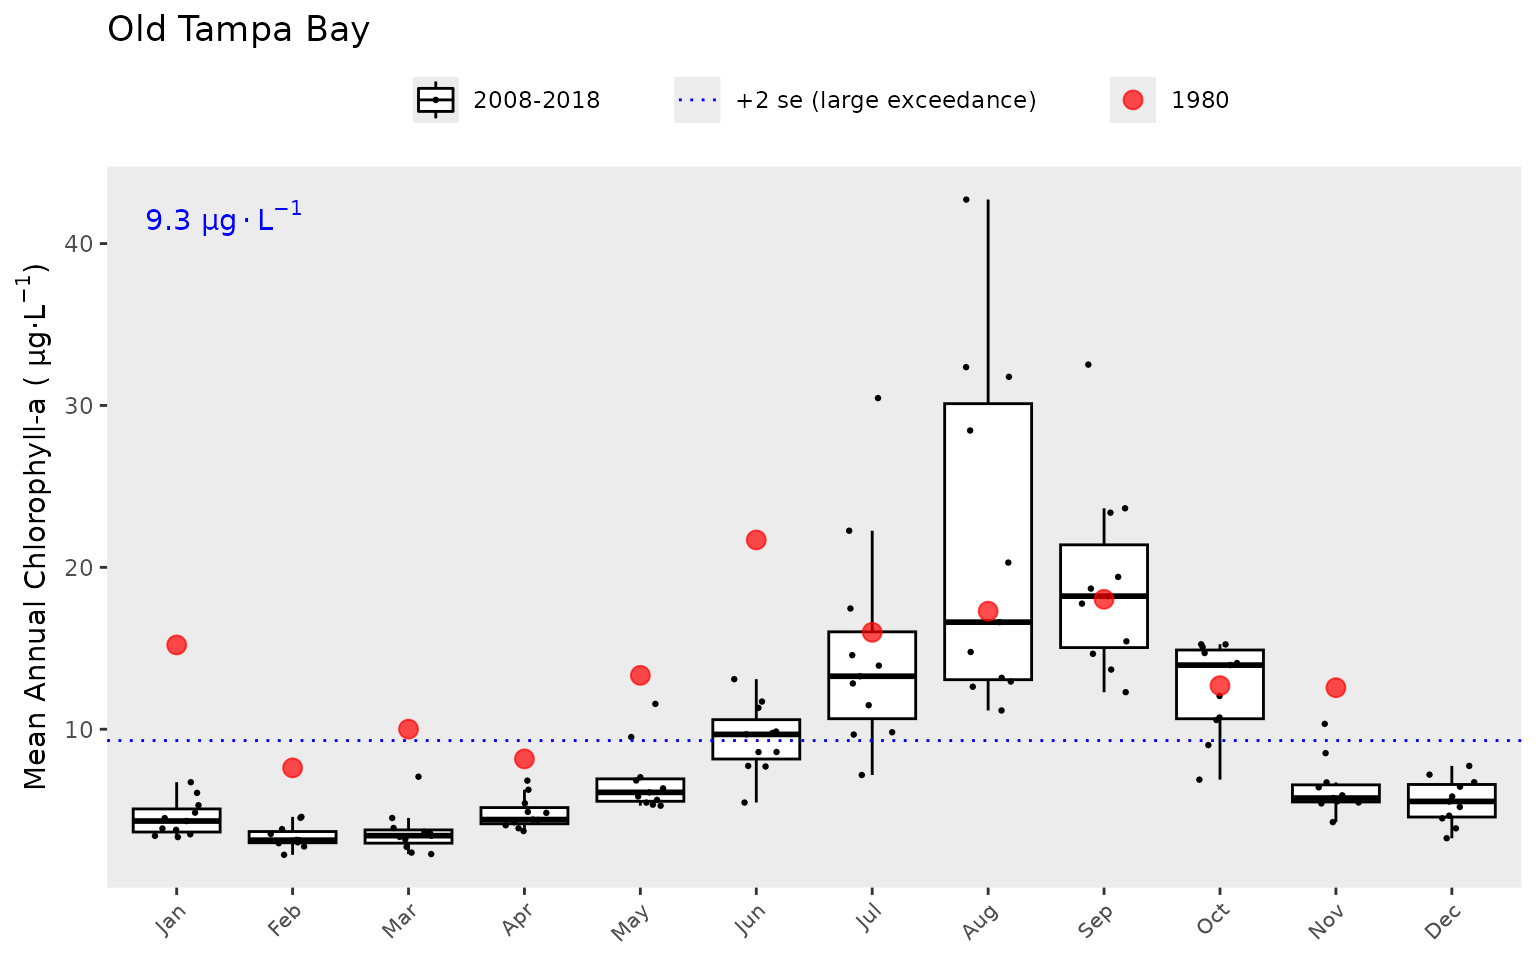 Old Tampa Bay
2008-2018 +2 se (large exceedance) 1980
9.3 µg·L⁻¹
Mean Annual Chlorophyll-a ( µg·L⁻¹)
40
30
20
10
Jan Feb Mar Apr May Jun Jul Aug Sep Oct Nov Dec